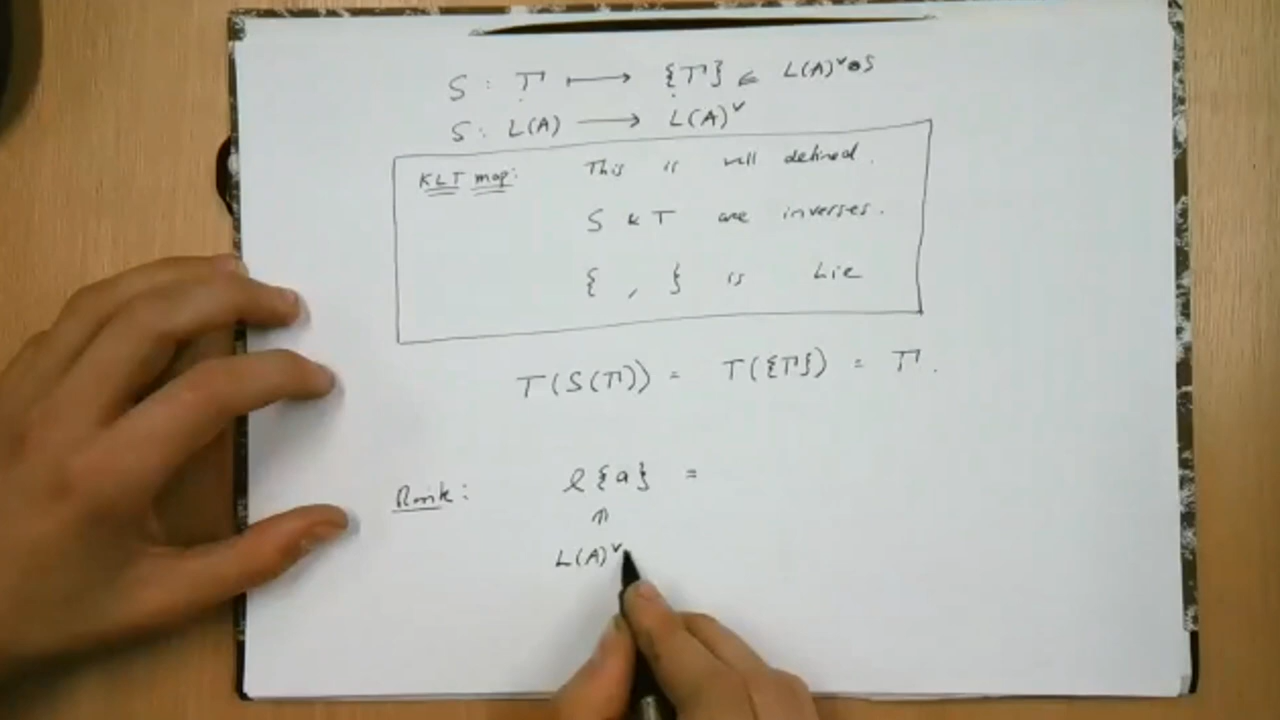 S : Γ ⟼ {Γ} ∈ L(A)ᵛ⊗S
S : L(A) ⟶ L(A)ᵛ
KLT map: This is well defined.
S & T are inverses.
{ , } is Lie
T(S(Γ)) = T({Γ}) = Γ.
Rmk: ℓ{a} =
∩
L(A)ᵛ